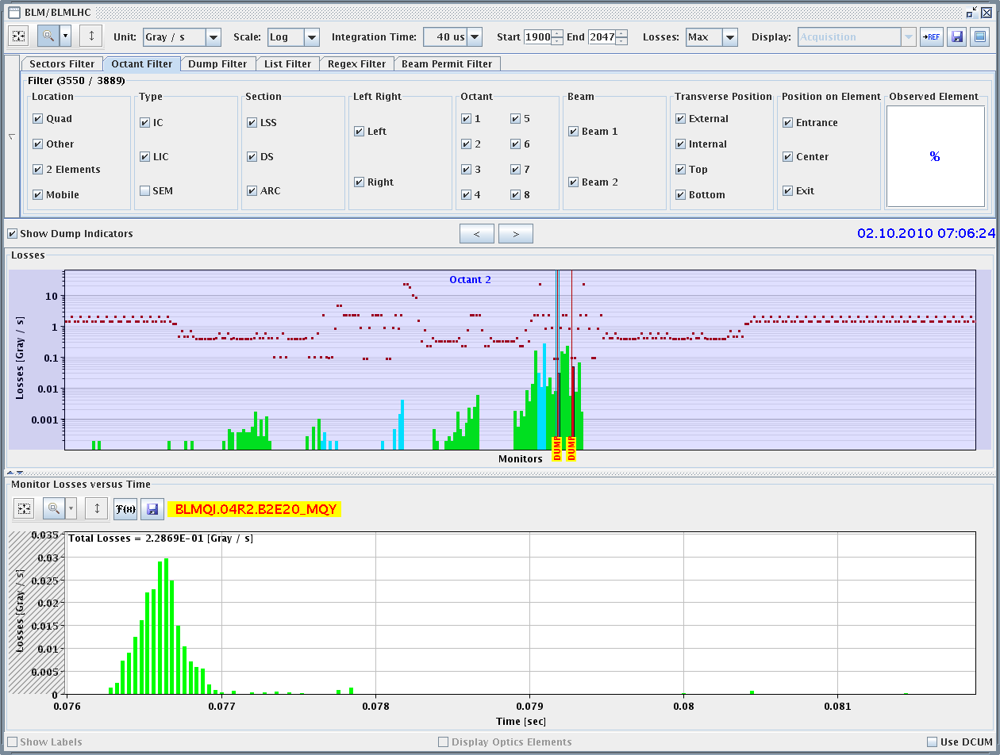 BLM/BLMLHC
Unit: Gray / s Scale: Log Integration Time: 40 us Start 1900 End 2047 Losses: Max Display: Acquisition →REF
Sectors Filter Octant Filter Dump Filter List Filter Regex Filter Beam Permit Filter
Filter (3550 / 3889)
Location Type Section Left Right Octant Beam Transverse Position Position on Element Observed Element
Quad
Other
2 Elements
Mobile
IC
LIC
SEM
LSS
DS
ARC
Left
Right
1 5
2 6
3 7
4 8
Beam 1
Beam 2
External
Internal
Top
Bottom
Entrance
Center
Exit
%
Show Dump Indicators < > 02.10.2010 07:06:24
Losses
Octant 2
Losses [Gray / s]
10
1
0.1
0.01
0.001
DUMP DUMP
Monitors
Monitor Losses versus Time
F(x) BLMQI.04R2.B2E20_MQY
Total Losses = 2.2869E-01 [Gray / s]
Losses [Gray / s]
0.035
0.03
0.025
0.02
0.015
0.01
0.005
0
0.076 0.077 0.078 0.079 0.08 0.081
Time [sec]
Show Labels Display Optics Elements Use DCUM